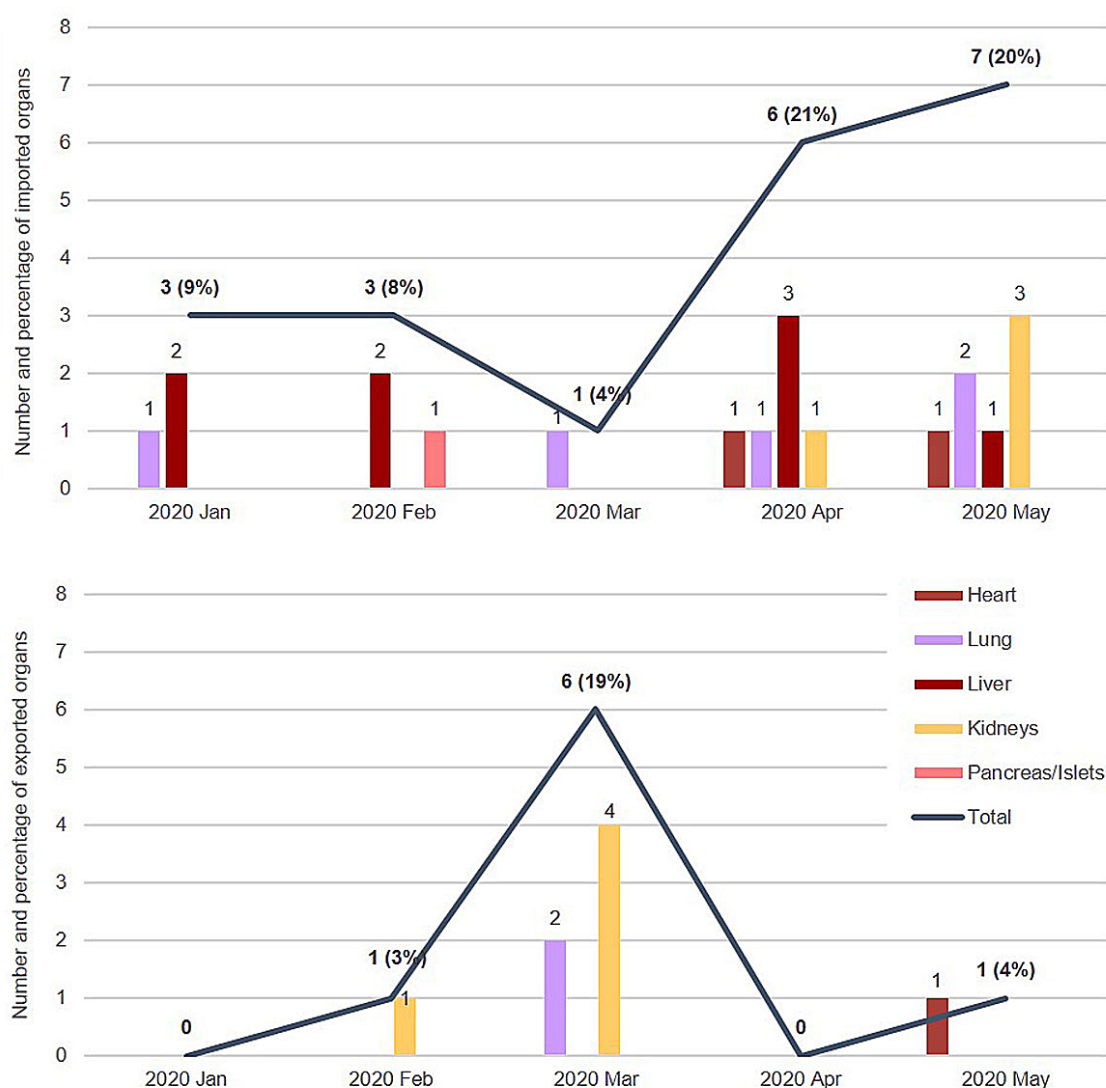 Number and percentage of imported organs
8
7
6
5
4
3
2
1
0
3 (9%)
3 (8%)
1 (4%)
6 (21%)
7 (20%)
1
2
2
1
1
1
1
3
1
1
2
1
3
2020 Jan
2020 Feb
2020 Mar
2020 Apr
2020 May
Number and percentage of exported organs
8
7
6
5
4
3
2
1
0
0
1 (3%)
6 (19%)
0
1 (4%)
1
2
4
1
2020 Jan
2020 Feb
2020 Mar
2020 Apr
2020 May
Heart
Lung
Liver
Kidneys
Pancreas/Islets
Total